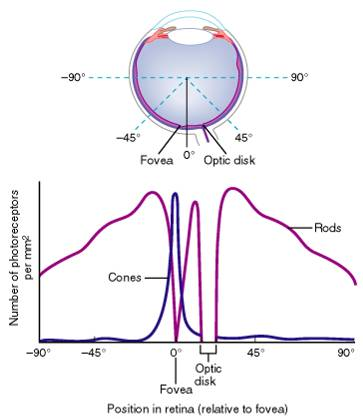 −90°
90°
−45°
45°
0°
Fovea
Optic disk
Number of photoreceptors
per mm²
Rods
Cones
−90°
−45°
0°
45°
90°
Optic
disk
Fovea
Position in retina (relative to fovea)